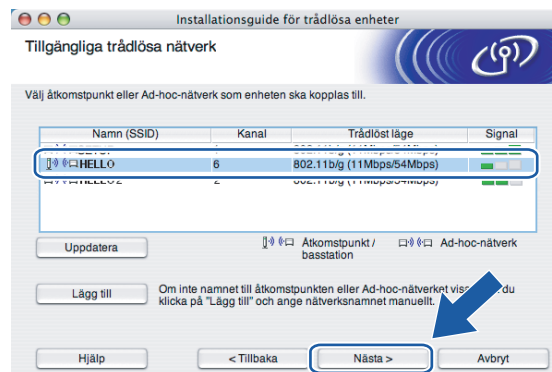 Installationsguide för trådlösa enheter
Tillgängliga trådlösa nätverk
Välj åtkomstpunkt eller Ad-hoc-nätverk som enheten ska kopplas till.
Namn (SSID) Kanal Trådlöst läge Signal
HELLO 6 802.11b/g (11Mbps/54Mbps)
HELLO2 2 802.11b/g (11Mbps/54Mbps)
Uppdatera
Åtkomstpunkt / basstation
Ad-hoc-nätverk
Lägg till
Om inte namnet till åtkomstpunkten eller Ad-hoc-nätverket du
klicka på "Lägg till" och ange nätverksnamnet manuellt.
Hjälp < Tillbaka Nästa > Avbryt